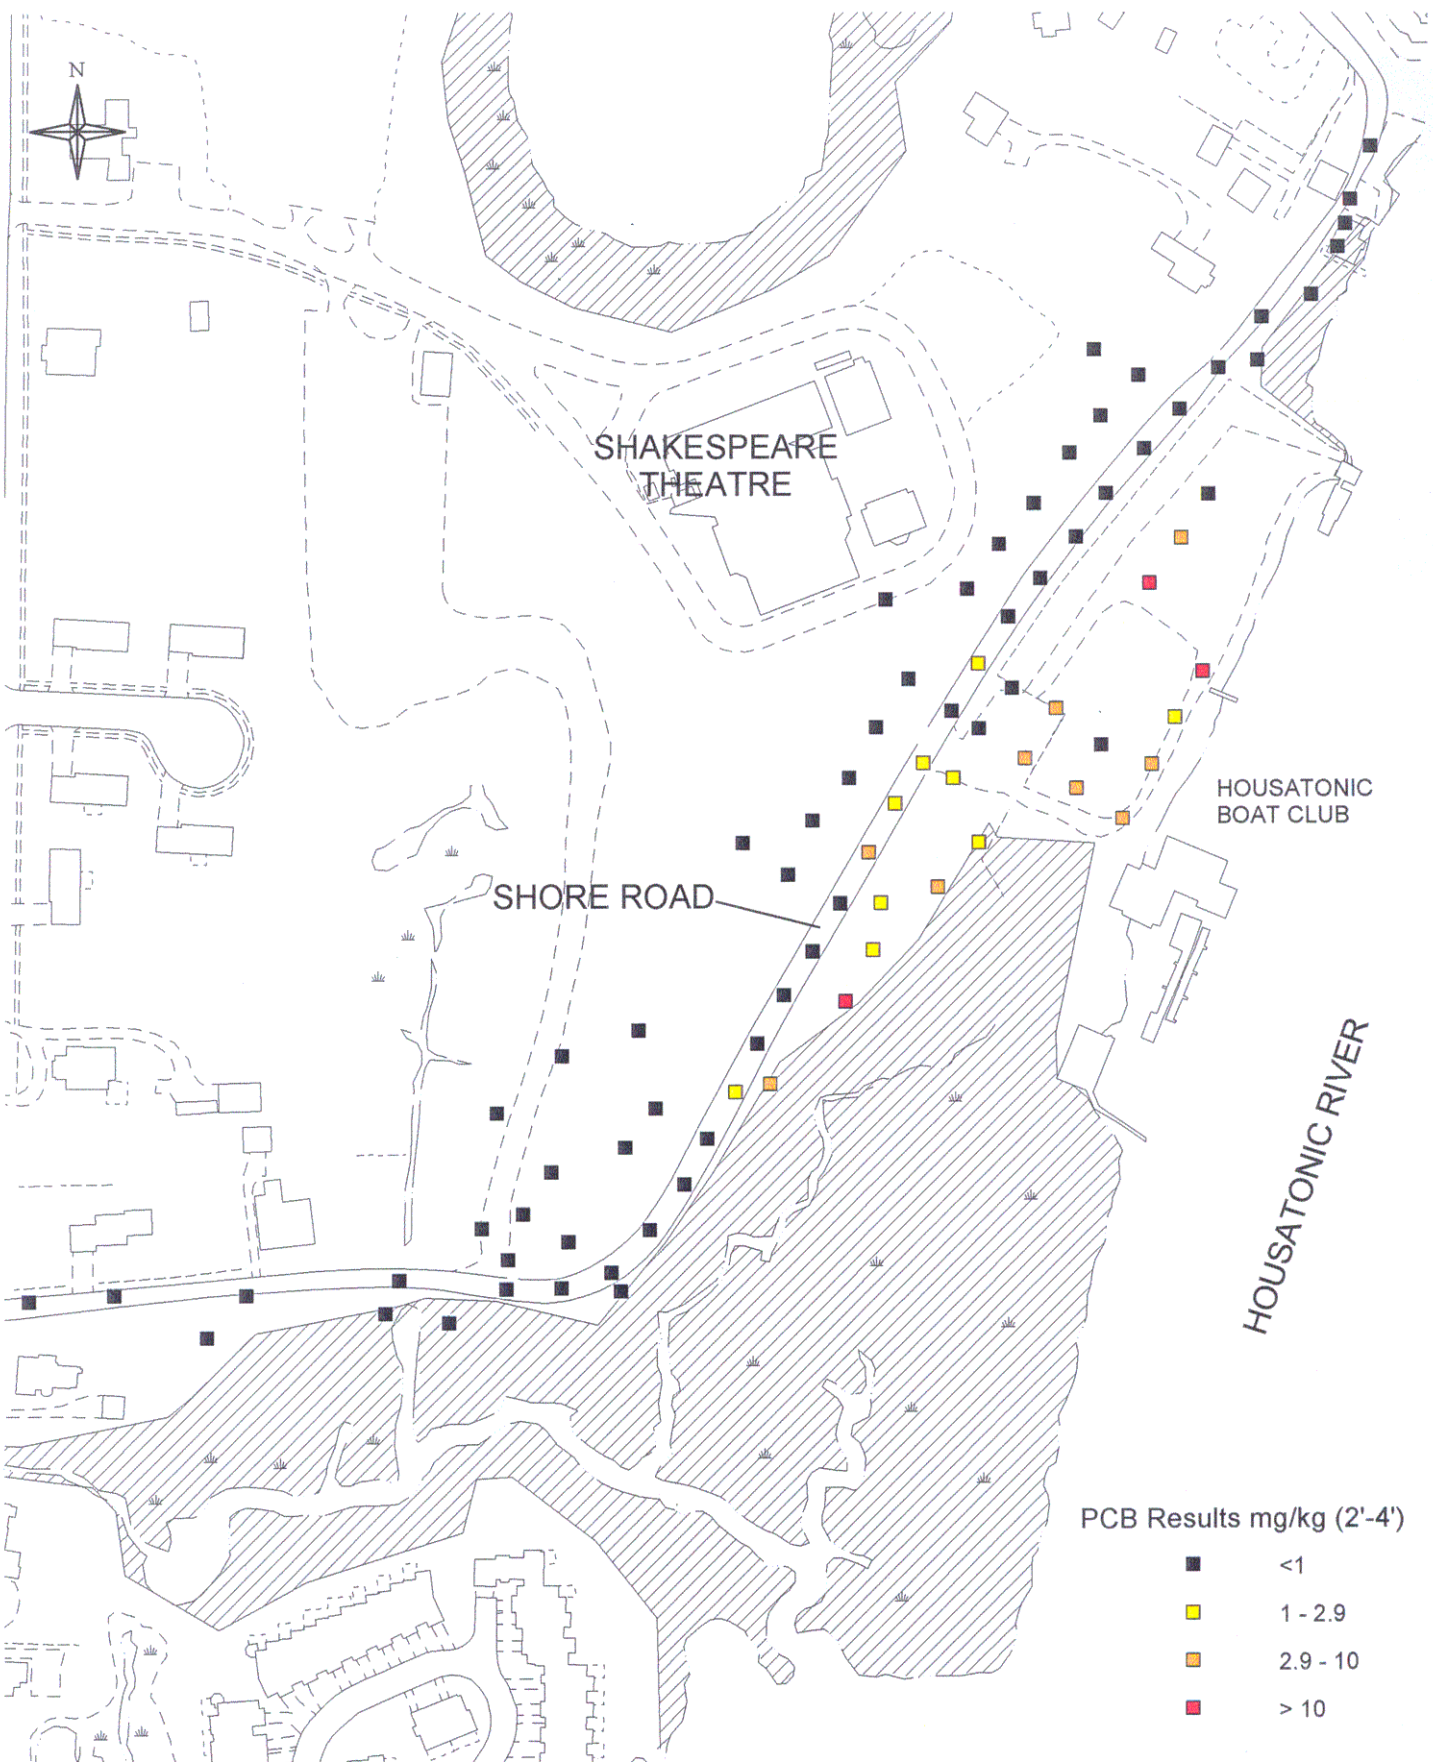 N
SHAKESPEARE
THEATRE
HOUSATONIC
BOAT CLUB
SHORE ROAD
HOUSATONIC RIVER
PCB Results mg/kg (2'-4')
<1
1 - 2.9
2.9 - 10
> 10